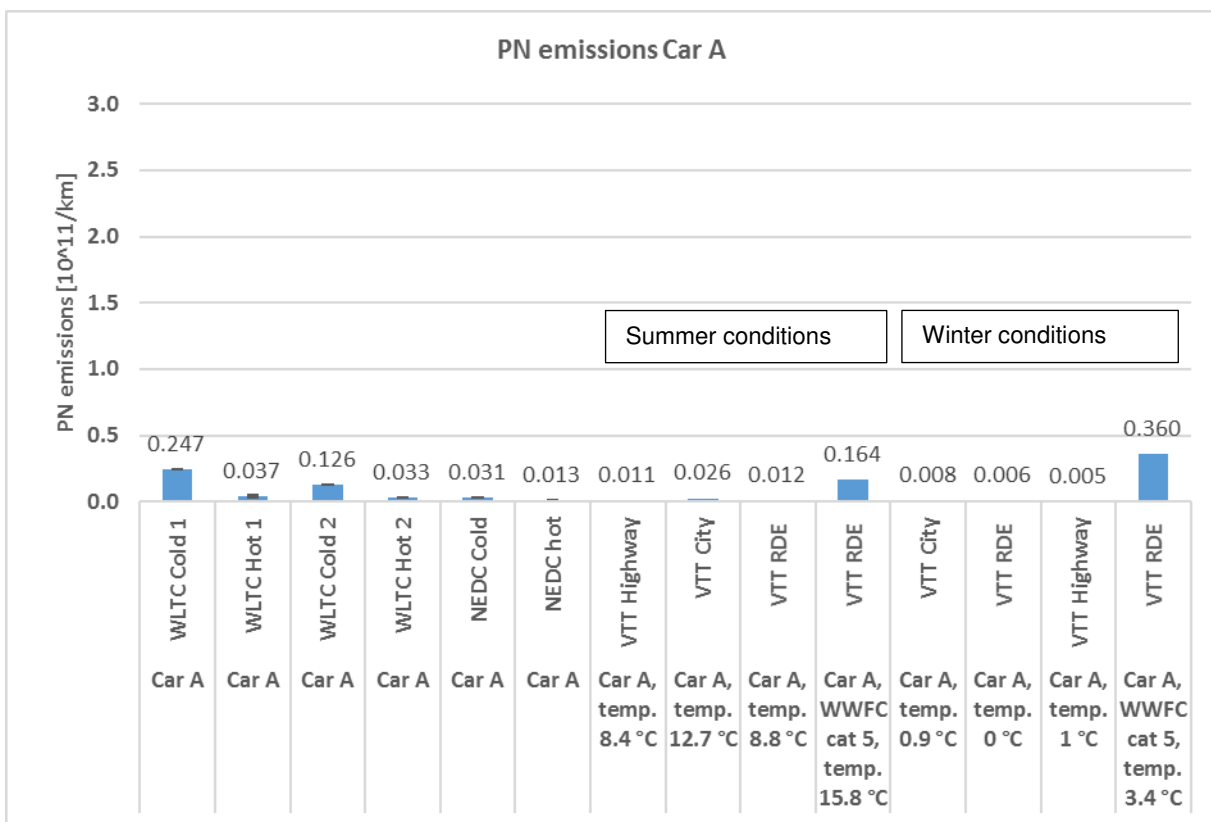 PN emissions Car A
PN emissions [10^11/km]
3.0
2.5
2.0
1.5
1.0
0.5
0.0
Summer conditions
Winter conditions
0.247
0.037
0.126
0.033
0.031
0.013
0.011
0.026
0.012
0.164
0.008
0.006
0.005
0.360
WLTC Cold 1
WLTC Hot 1
WLTC Cold 2
WLTC Hot 2
NEDC Cold
NEDC hot
VTT Highway
VTT City
VTT RDE
VTT RDE
VTT City
VTT RDE
VTT Highway
VTT RDE
Car A
Car A
Car A
Car A
Car A
Car A
Car A,
temp.
8.4 °C
Car A,
temp.
12.7 °C
Car A,
temp.
8.8 °C
Car A,
WWFC
cat 5,
temp.
15.8 °C
Car A,
temp.
0.9 °C
Car A,
temp.
0 °C
Car A,
temp.
1 °C
Car A,
WWFC
cat 5,
temp.
3.4 °C